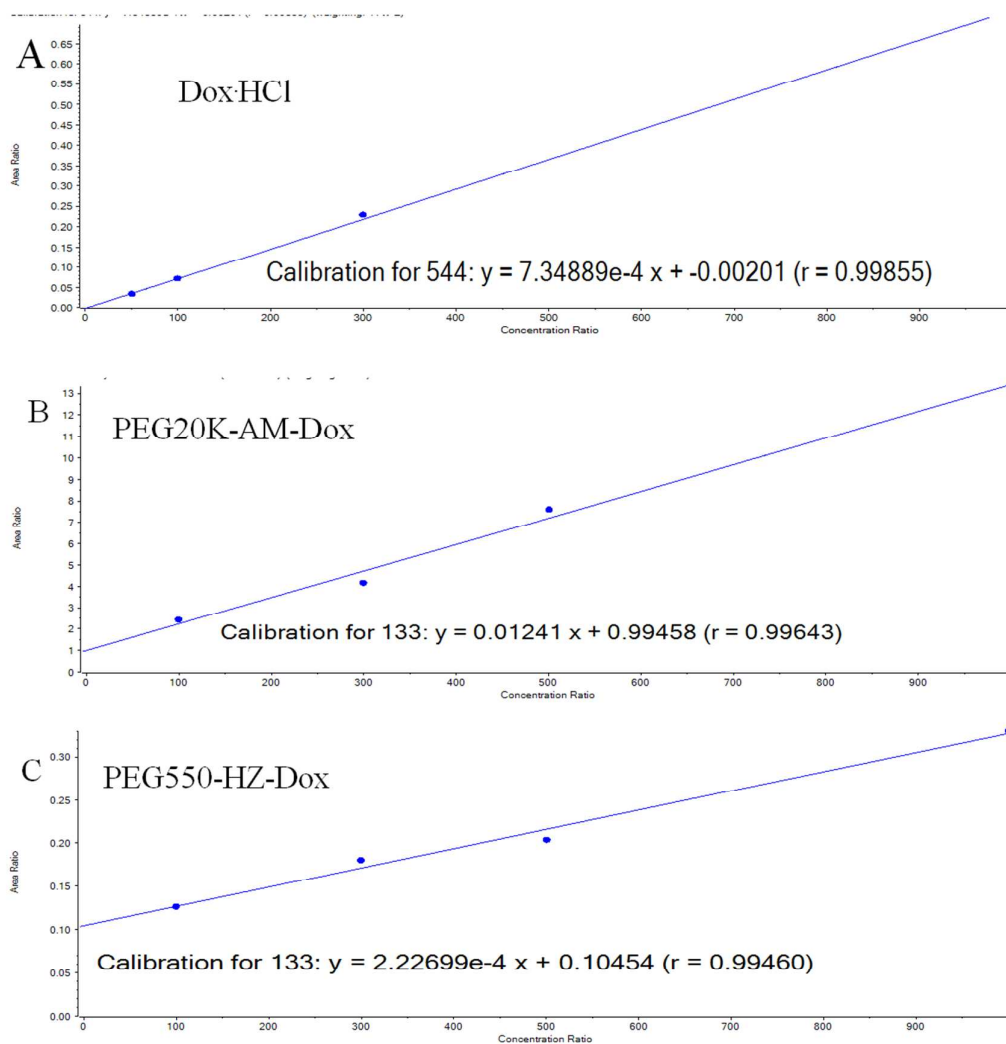 A
Dox·HCl
Area Ratio
0.65
0.60
0.55
0.50
0.45
0.40
0.35
0.30
0.25
0.20
0.15
0.10
0.05
0.00
Calibration for 544: y = 7.34889e-4 x + -0.00201 (r = 0.99855)
0 100 200 300 400 500 600 700 800 900
Concentration Ratio
B
PEG20K-AM-Dox
Area Ratio
13
12
11
10
9
8
7
6
5
4
3
2
1
0
Calibration for 133: y = 0.01241 x + 0.99458 (r = 0.99643)
0 100 200 300 400 500 600 700 800 900
Concentration Ratio
C
PEG550-HZ-Dox
Area Ratio
0.30
0.25
0.20
0.15
0.10
0.05
0.00
Calibration for 133: y = 2.22699e-4 x + 0.10454 (r = 0.99460)
0 100 200 300 400 500 600 700 800 900
Concentration Ratio